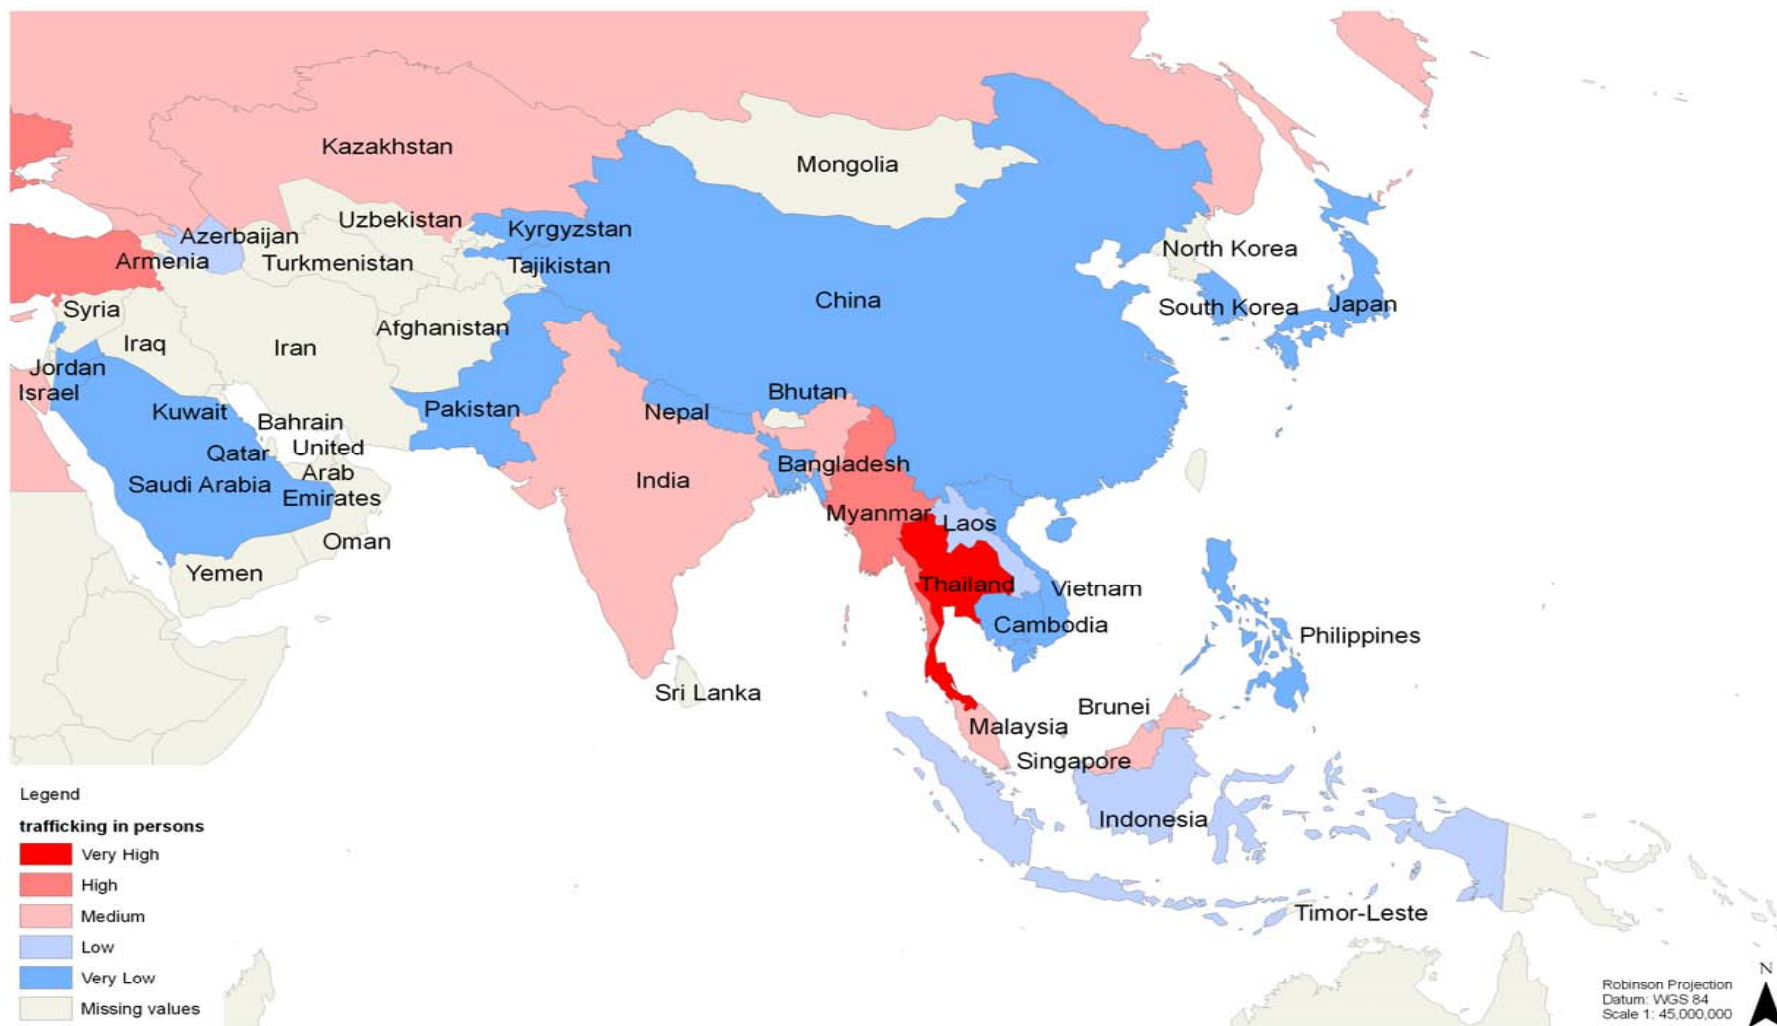 Kazakhstan
Mongolia
Uzbekistan
Kyrgyzstan
Azerbaijan
Armenia
Turkmenistan
Tajikistan
North Korea
Syria
Iraq
Iran
Afghanistan
China
South Korea
Japan
Jordan
Israel
Kuwait
Bahrain
Pakistan
Nepal
Bhutan
Qatar
United
Arab
Emirates
Saudi Arabia
India
Bangladesh
Myanmar
Laos
Oman
Yemen
Thailand
Vietnam
Cambodia
Philippines
Sri Lanka
Brunei
Malaysia
Singapore
Indonesia
Timor-Leste
Legend
trafficking in persons
Very High
High
Medium
Low
Very Low
Missing values
N
Robinson Projection
Datum: WGS 84
Scale 1: 45,000,000